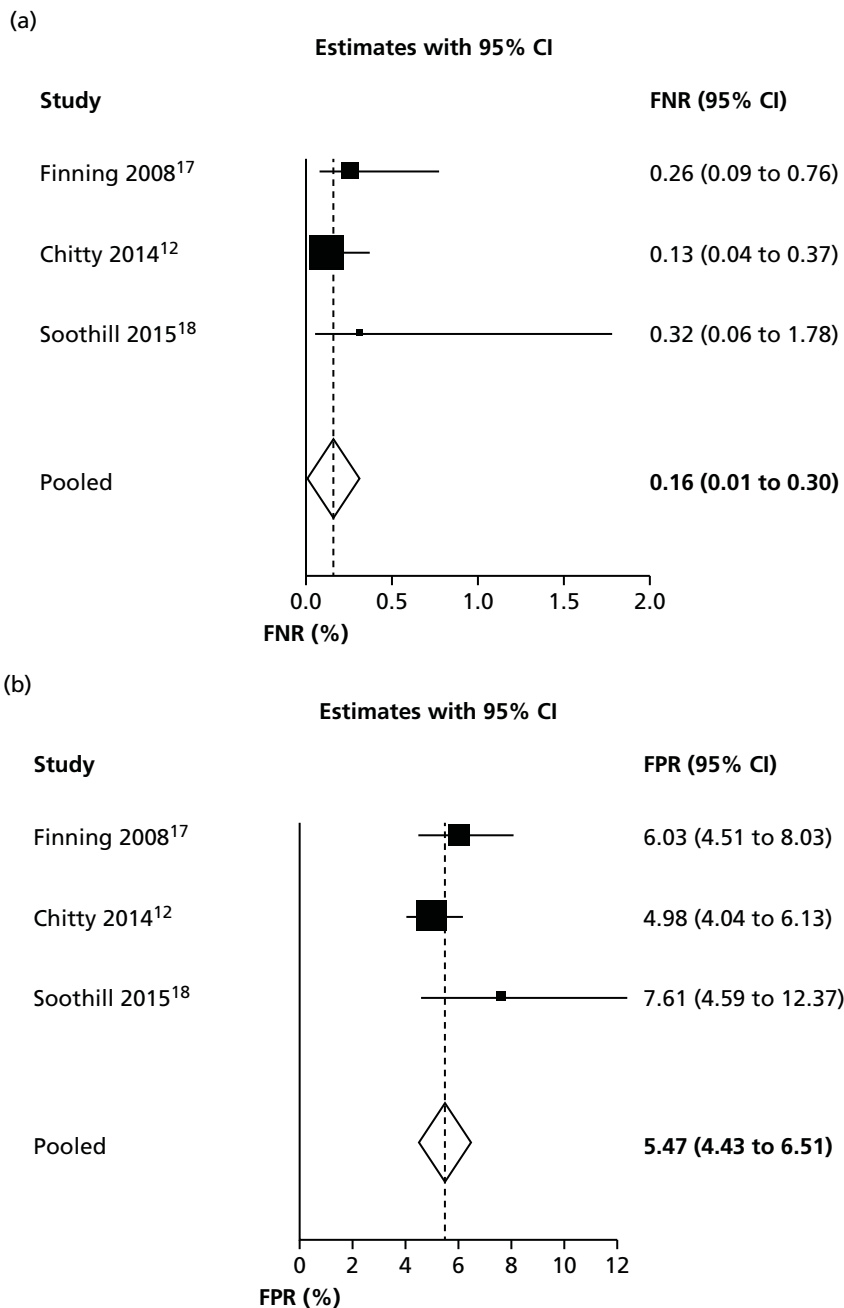 (a)
Estimates with 95% CI
Study FNR (95% CI)
Finning 2008¹⁷ 0.26 (0.09 to 0.76)
Chitty 2014¹² 0.13 (0.04 to 0.37)
Soothill 2015¹⁸ 0.32 (0.06 to 1.78)
Pooled 0.16 (0.01 to 0.30)
0.0 0.5 1.0 1.5 2.0
FNR (%)
(b)
Estimates with 95% CI
Study FPR (95% CI)
Finning 2008¹⁷ 6.03 (4.51 to 8.03)
Chitty 2014¹² 4.98 (4.04 to 6.13)
Soothill 2015¹⁸ 7.61 (4.59 to 12.37)
Pooled 5.47 (4.43 to 6.51)
0 2 4 6 8 10 12
FPR (%)